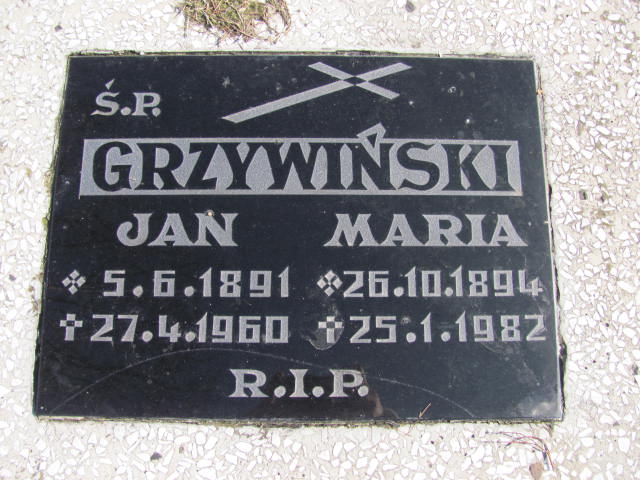 Ś.P.
GRZYWIŃSKI
JAN MARIA
5.6.1891 26.10.1894
27.4.1960 25.1.1982
R.I.P.